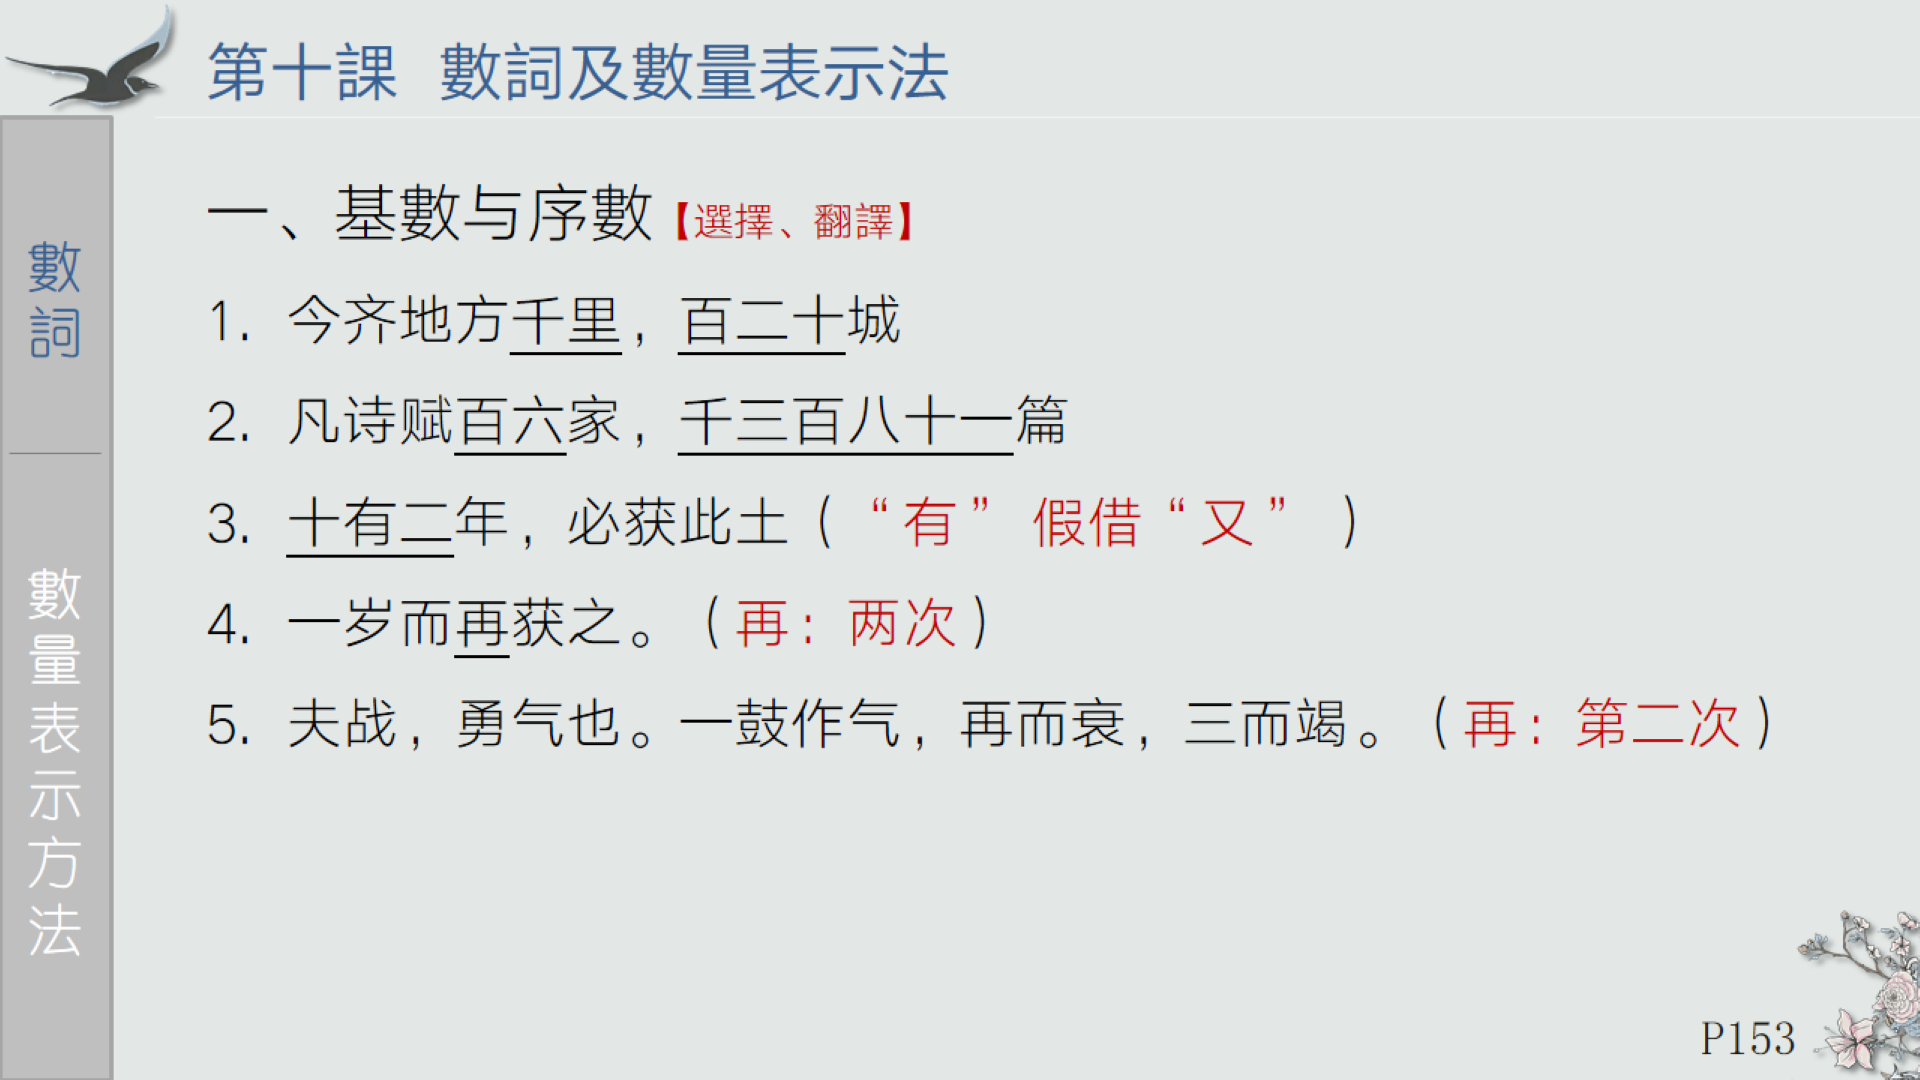 第十課 數詞及數量表示法
數詞
數量表示方法
一、基數与序數【選擇、翻譯】
1. 今齐地方千里，百二十城
2. 凡诗赋百六家，千三百八十一篇
3. 十有二年，必获此土（“有”假借“又”）
4. 一岁而再获之。（再：两次）
5. 夫战，勇气也。一鼓作气，再而衰，三而竭。（再：第二次）
P153